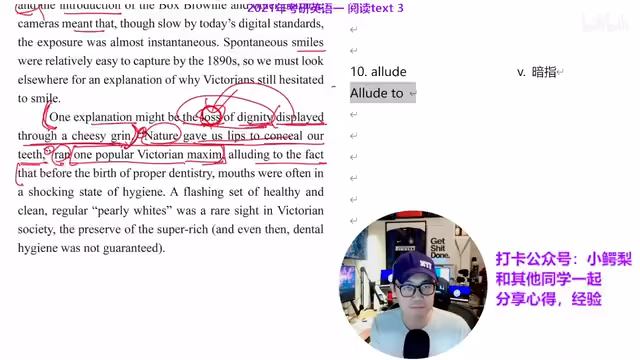 2021年考研英语一 阅读text 3
and the introduction of the Box Brownie and
cameras meant that, though slow by today's digital standards,
the exposure was almost instantaneous. Spontaneous smiles
were relatively easy to capture by the 1890s, so we must look
elsewhere for an explanation of why Victorians still hesitated
to smile.
One explanation might be the loss of dignity displayed
through a cheesy grin. "Nature gave us lips to conceal our
teeth," ran one popular Victorian maxim, alluding to the fact
that before the birth of proper dentistry, mouths were often in
a shocking state of hygiene. A flashing set of healthy and
clean, regular "pearly whites" was a rare sight in Victorian
society, the preserve of the super-rich (and even then, dental
hygiene was not guaranteed).
10. allude v. 暗指
Allude to
Get
Shit
Done.
打卡公众号：小鳄梨
和其他同学一起
分享心得，经验